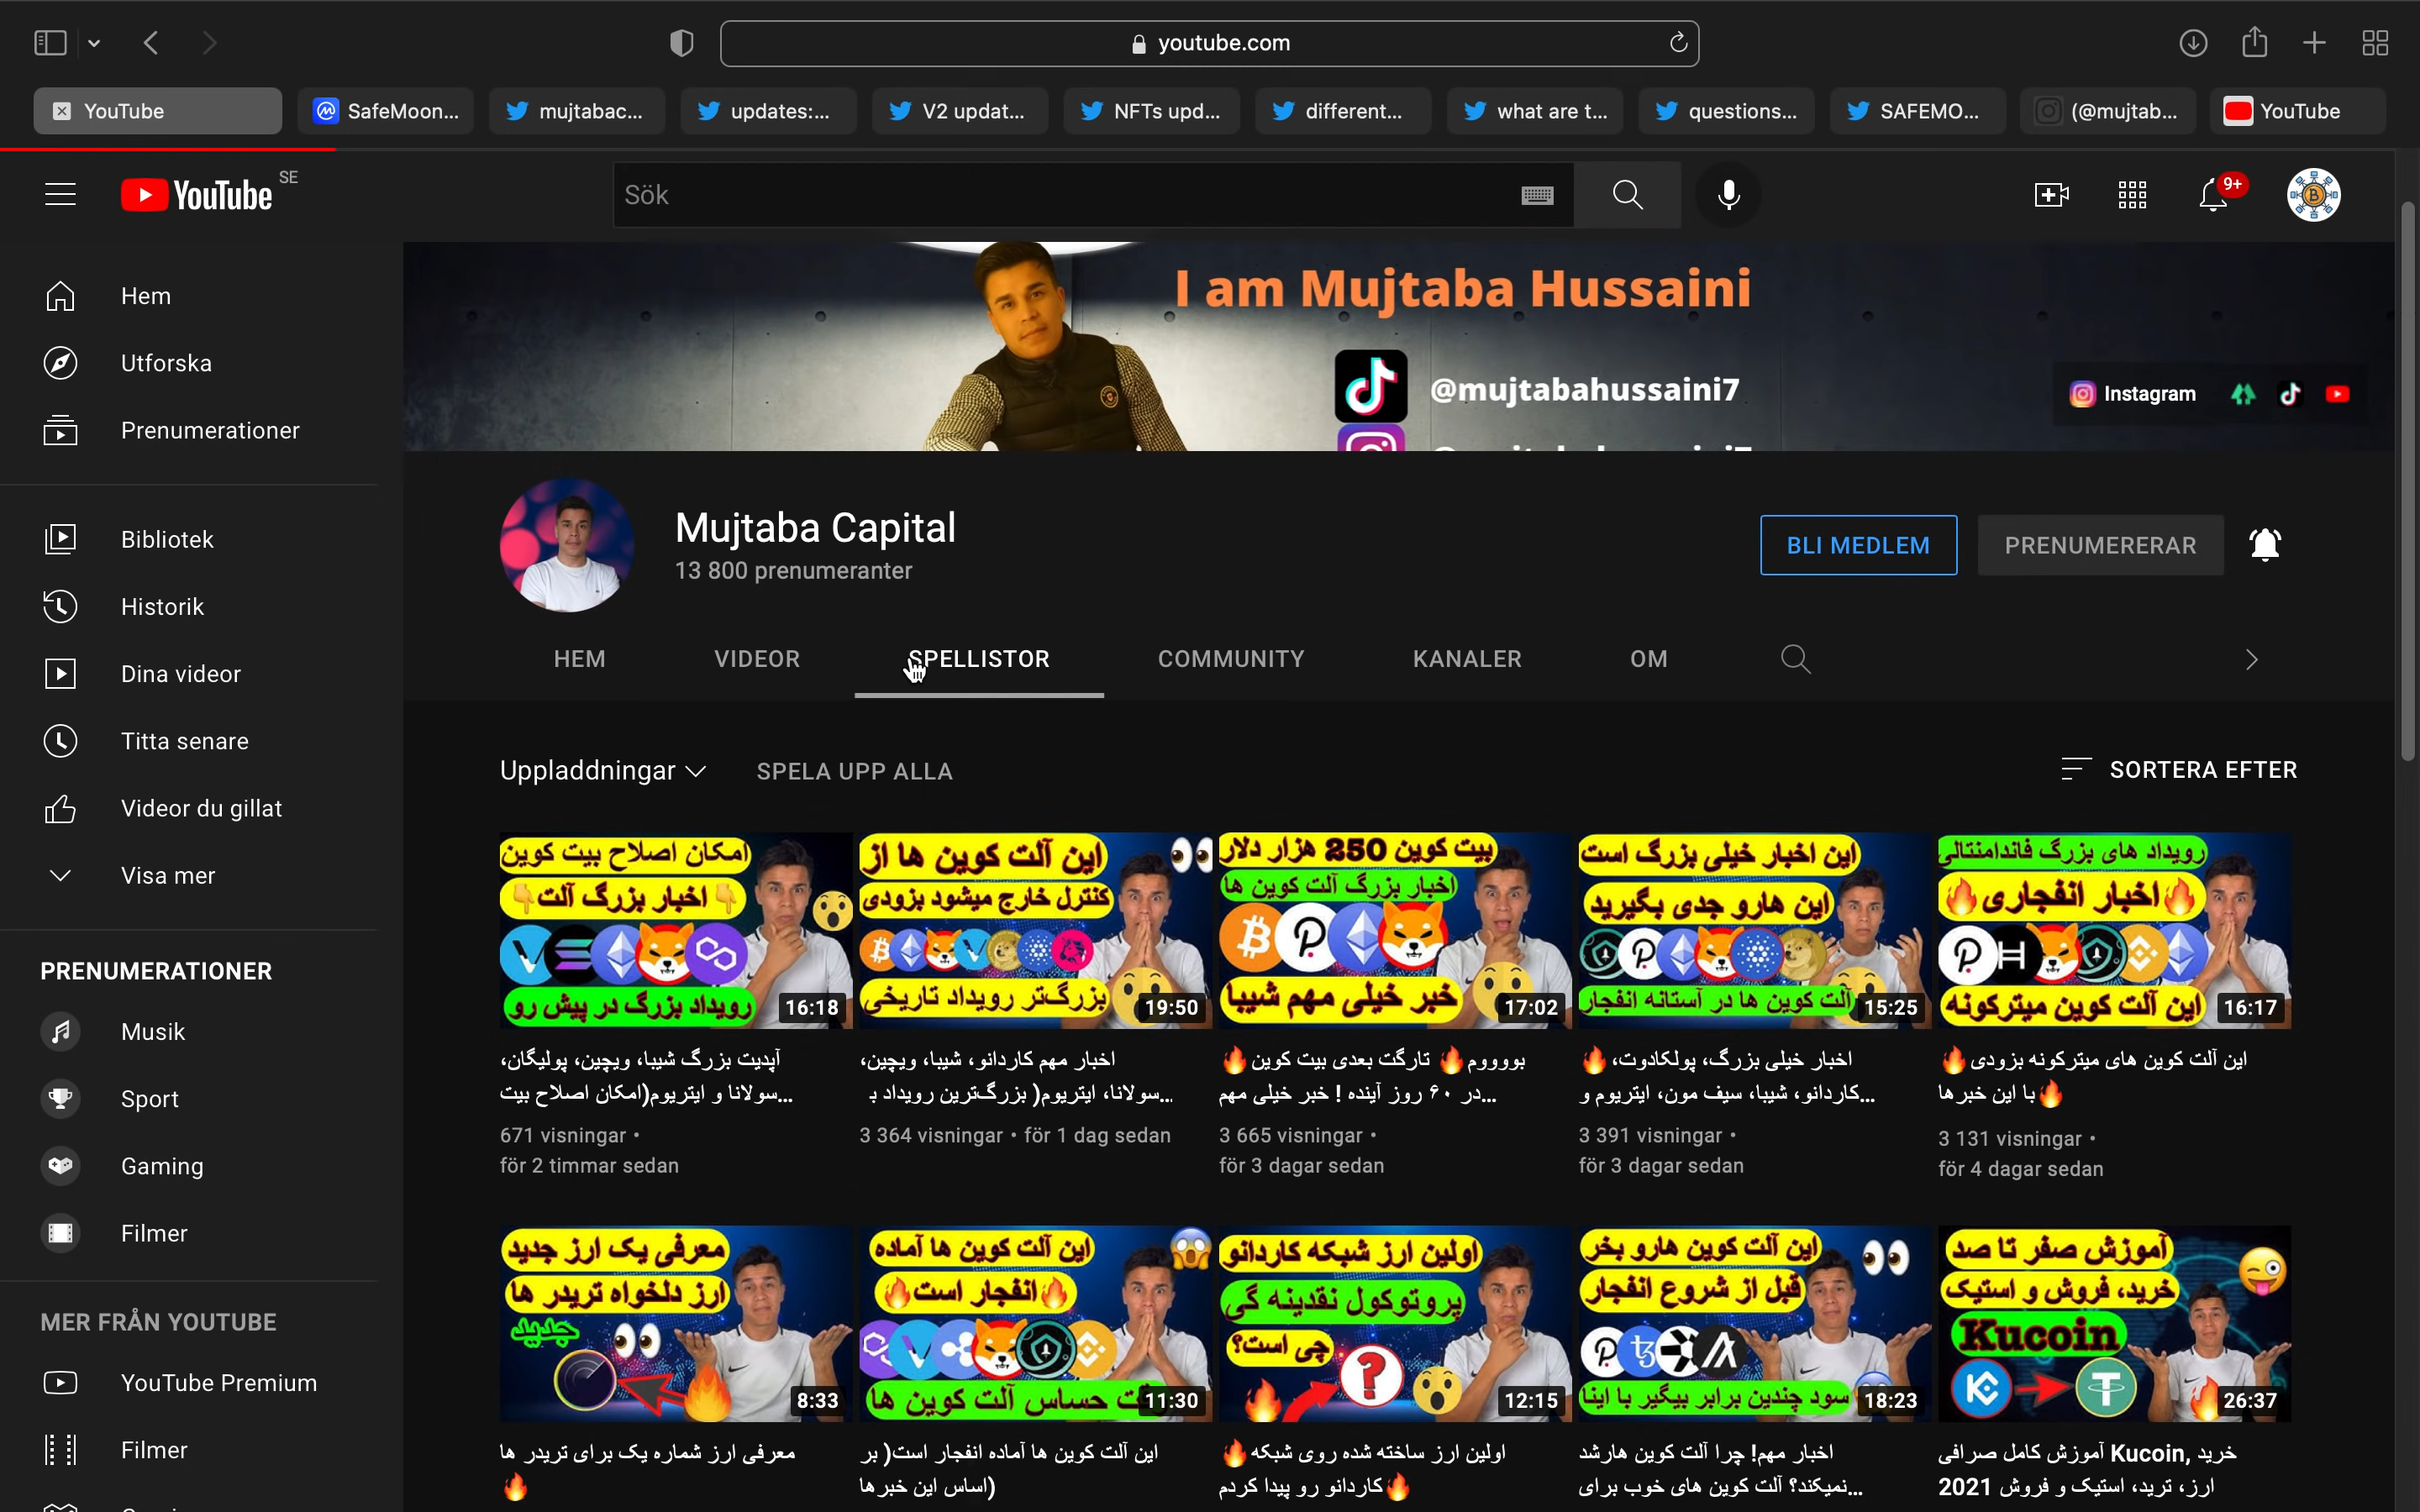 youtube.com
YouTube
SafeMoon...
mujtabac...
updates:...
V2 updat...
NFTs upd...
different...
what are t...
questions...
SAFEMO...
(@mujtab...
YouTube
YouTube
SE
Sök
9+
Hem
Utforska
Prenumerationer
Bibliotek
Historik
Dina videor
Titta senare
Videor du gillat
Visa mer
PRENUMERATIONER
Musik
Sport
Gaming
Filmer
MER FRÅN YOUTUBE
YouTube Premium
Filmer
I am Mujtaba Hussaini
@mujtabahussaini7
Instagram
Mujtaba Capital
13 800 prenumeranter
BLI MEDLEM
PRENUMERERAR
HEM
VIDEOR
SPELLISTOR
COMMUNITY
KANALER
OM
Uppladdningar
SPELA UPP ALLA
SORTERA EFTER
امکان اصلاح بیت کوین
👇اخبار بزرگ آلت👇
رویداد بزرگ در پیش رو
16:18
آپدیت بزرگ شیبا، ویچین، پولیگان،
سولانا و ایتریوم(امکان اصلاح بیت...
671 visningar •
för 2 timmar sedan
این آلت کوین ها از
کنترل خارج میشود بزودی
بزرگ‌تر رویداد تاریخی
19:50
اخبار مهم کاردانو، شیبا، ویچین،
سولانا، ایتریوم( بزرگ‌ترین رویداد بـ...
3 364 visningar • för 1 dag sedan
بیت کوین 250 هزار دلار
اخبار بزرگ آلت کوین ها
خبر خیلی مهم شیبا
17:02
🔥بوووم🔥 تارگت بعدی بیت کوین
در ۶۰ روز آینده ! خبر خیلی مهم...
3 665 visningar •
för 3 dagar sedan
این اخبار خیلی بزرگ است
این هارو جدی بگیرید
آلت کوین ها در آستانه انفجار
15:25
🔥اخبار خیلی بزرگ، پولکادوت،
کاردانو، شیبا، سیف مون، ایتریوم و...
3 391 visningar •
för 3 dagar sedan
رویداد های بزرگ فاندامنتالی
🔥اخبار انفجاری🔥
این آلت کوین میترکونه
16:17
🔥این آلت کوین های میترکونه بزودی
با این خبرها🔥
3 131 visningar •
för 4 dagar sedan
معرفی یک ارز جدید
ارز دلخواه تریدر ها
جدید
8:33
معرفی ارز شماره یک برای تریدر ها
🔥
این آلت کوین ها آماده
🔥انفجار است🔥
حساس آلت کوین ها
11:30
این آلت کوین ها آماده انفجار است( بر
اساس این خبرها)
اولین ارز شبکه کاردانو
پروتوکول نقدینه گی
چی است؟
12:15
🔥اولین ارز ساخته شده روی شبکه
کاردانو رو پیدا کردم🔥
این آلت کوین هارو بخر
قبل از شروع انفجار
سود چندین برابر بیگیر با اینا
18:23
اخبار مهم! چرا آلت کوین هارشد
نمیکند؟ آلت کوین های خوب برای...
آموزش صفر تا صد
خرید، فروش و استیک
Kucoin
26:37
آموزش کامل صرافی Kucoin, خرید
ارز، ترید، استیک و فروش 2021